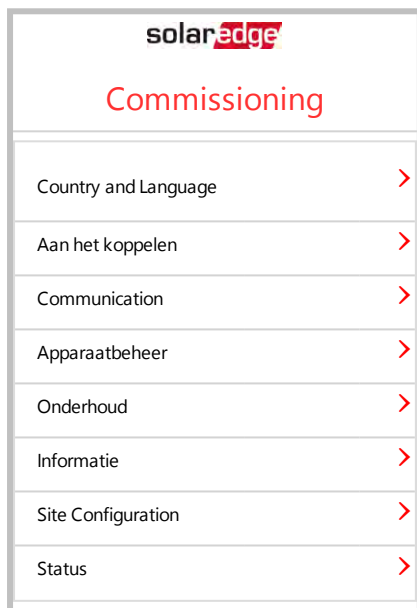 solaredge
Commissioning
Country and Language
Aan het koppelen
Communication
Apparaatbeheer
Onderhoud
Informatie
Site Configuration
Status